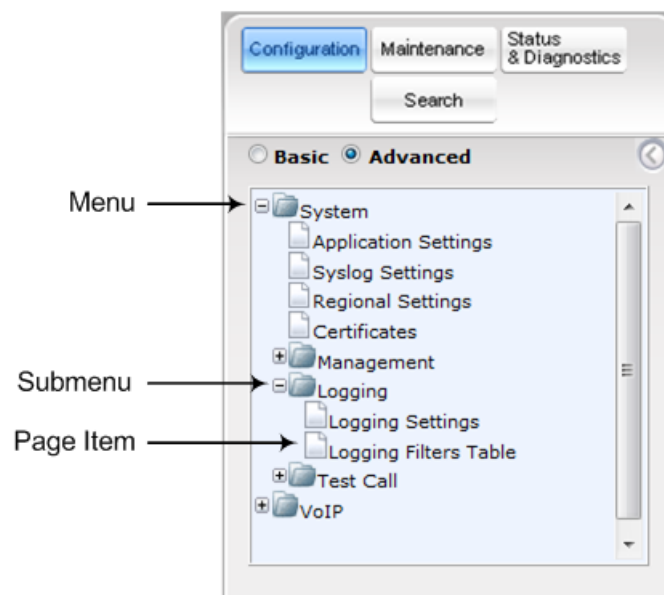 Configuration
Maintenance
Status
& Diagnostics
Search
Basic
Advanced
Menu
System
Application Settings
Syslog Settings
Regional Settings
Certificates
Management
Submenu
Logging
Logging Settings
Page Item
Logging Filters Table
Test Call
VoIP